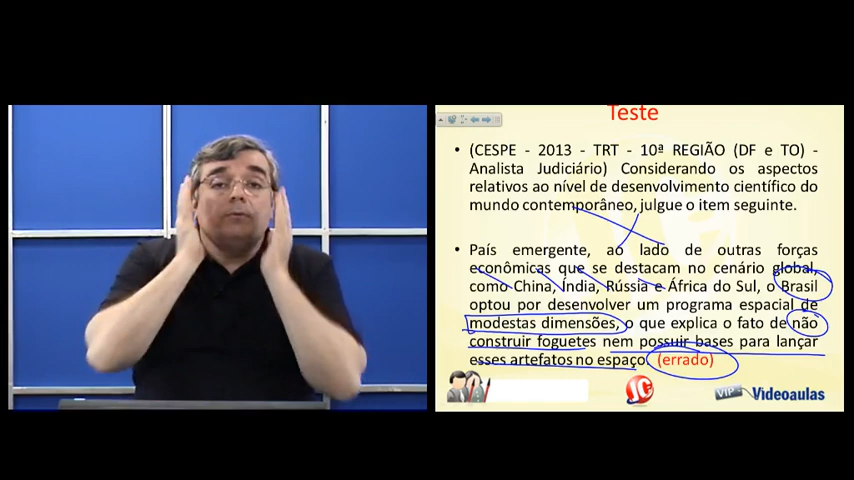 Teste
• (CESPE - 2013 - TRT - 10ª REGIÃO (DF e TO) -
Analista Judiciário) Considerando os aspectos
relativos ao nível de desenvolvimento científico do
mundo contemporâneo, julgue o item seguinte.
• País emergente, ao lado de outras forças
econômicas que se destacam no cenário global,
como China, Índia, Rússia e África do Sul, o Brasil
optou por desenvolver um programa espacial de
modestas dimensões, o que explica o fato de não
construir foguetes nem possuir bases para lançar
esses artefatos no espaço. (errado)
JC
VIP Videoaulas